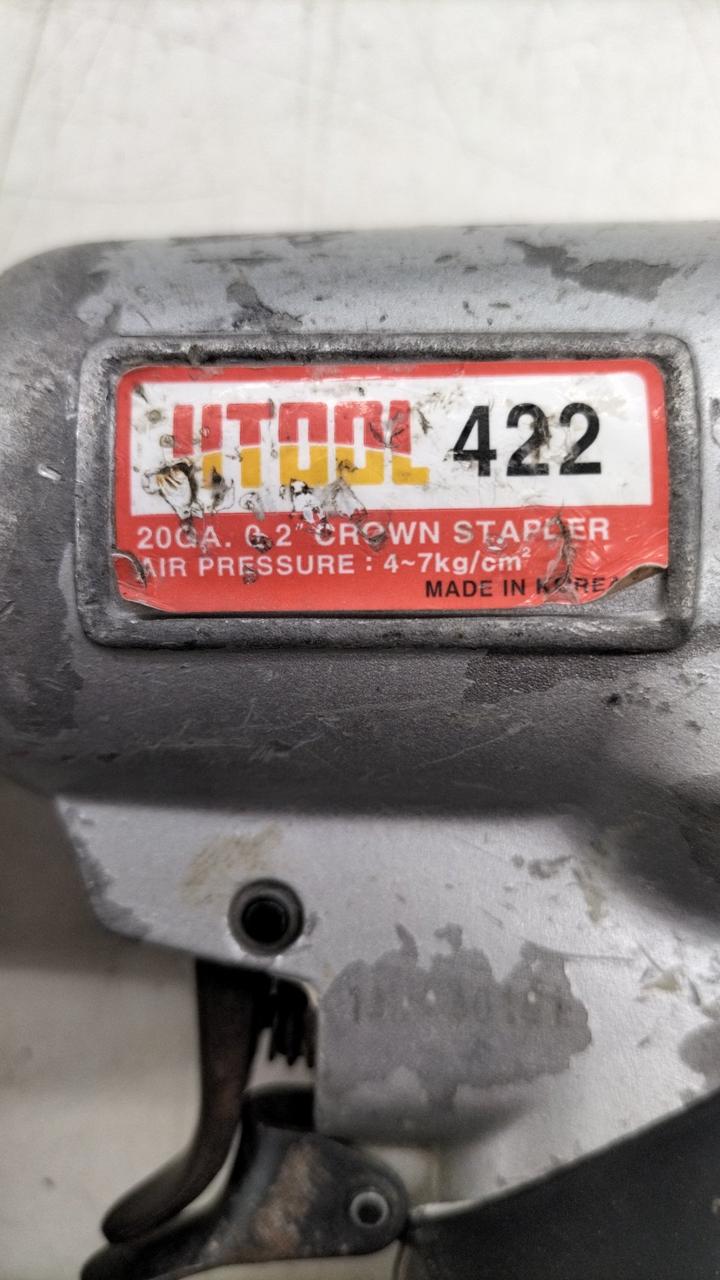 UTOOL 422
20GA. 0.2" CROWN STAPLER
AIR PRESSURE : 4~7kg/cm²
MADE IN KOREA